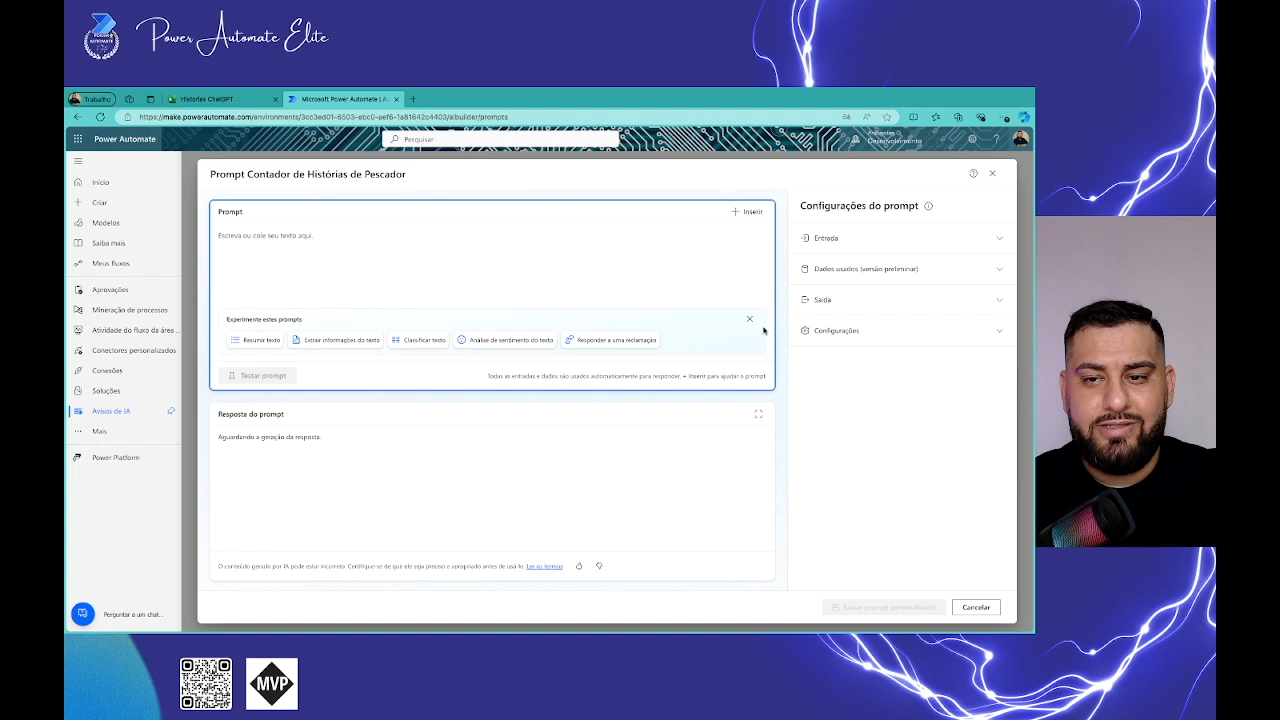 Power Automate Elite
POWER AUTOMATE
Trabalho
Historias ChatGPT
Microsoft Power Automate | A
https://make.powerautomate.com/environments/3cc3ed01-6503-ebc0-aef6-1a81642c4403/aibuilder/prompts
Power Automate
Pesquisar
Ambientes
Desenvolvimento
Início
Criar
Modelos
Saiba mais
Meus fluxos
Aprovações
Mineração de processos
Atividade do fluxo da área ...
Conectores personalizados
Conexões
Soluções
Avisos de IA
Mais
Power Platform
Perguntar a um chat...
Prompt Contador de Histórias de Pescador
Prompt
Inserir
Escreva ou cole seu texto aqui.
Experimente estes prompts
Resumir texto
Extrair informações do texto
Classificar texto
Análise de sentimento do texto
Responder a uma reclamação
Testar prompt
Todas as entradas e dados são usados automaticamente para responder. + Inserir para ajustar o prompt
Resposta do prompt
Aguardando a geração da resposta.
O conteúdo gerado por IA pode estar incorreto. Certifique-se de que ele seja preciso e apropriado antes de usá-lo. Ler os termos
Configurações do prompt
Entrada
Dados usados (versão preliminar)
Saída
Configurações
Salvar prompt personalizado
Cancelar
MVP